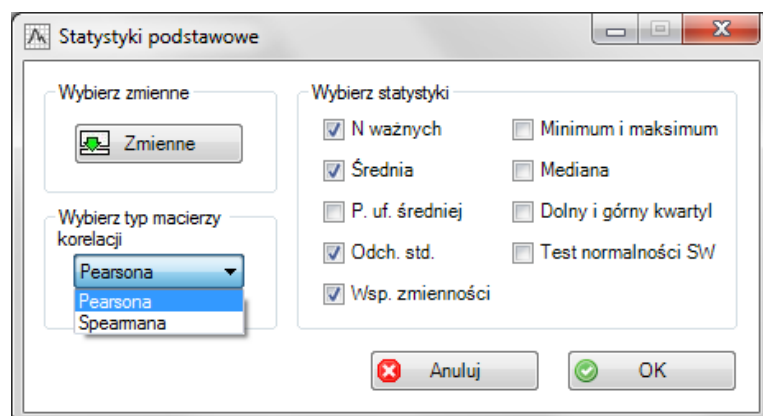 Statystyki podstawowe
Wybierz zmienne
Zmienne
Wybierz typ macierzy
korelacji
Pearsona
Pearsona
Spearmana
Wybierz statystyki
N ważnych
Średnia
P. uf. średniej
Odch. std.
Wsp. zmienności
Minimum i maksimum
Mediana
Dolny i górny kwartyl
Test normalności SW
Anuluj
OK